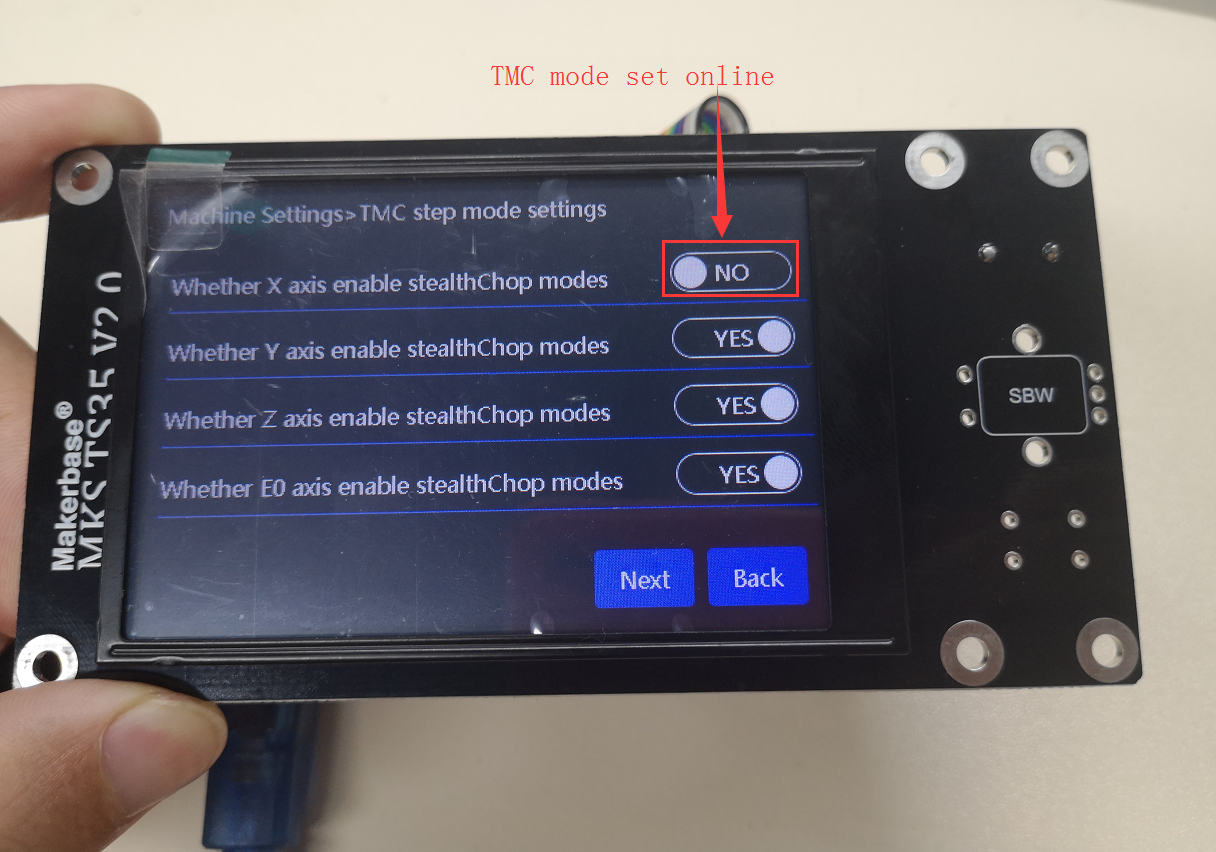 TMC mode set online
Machine Settings>TMC step mode settings
Whether X axis enable stealthChop modes NO
Whether Y axis enable stealthChop modes YES
Whether Z axis enable stealthChop modes YES
Whether E0 axis enable stealthChop modes YES
Next Back
Makerbase®
MKS TS35 V2.0
SBW